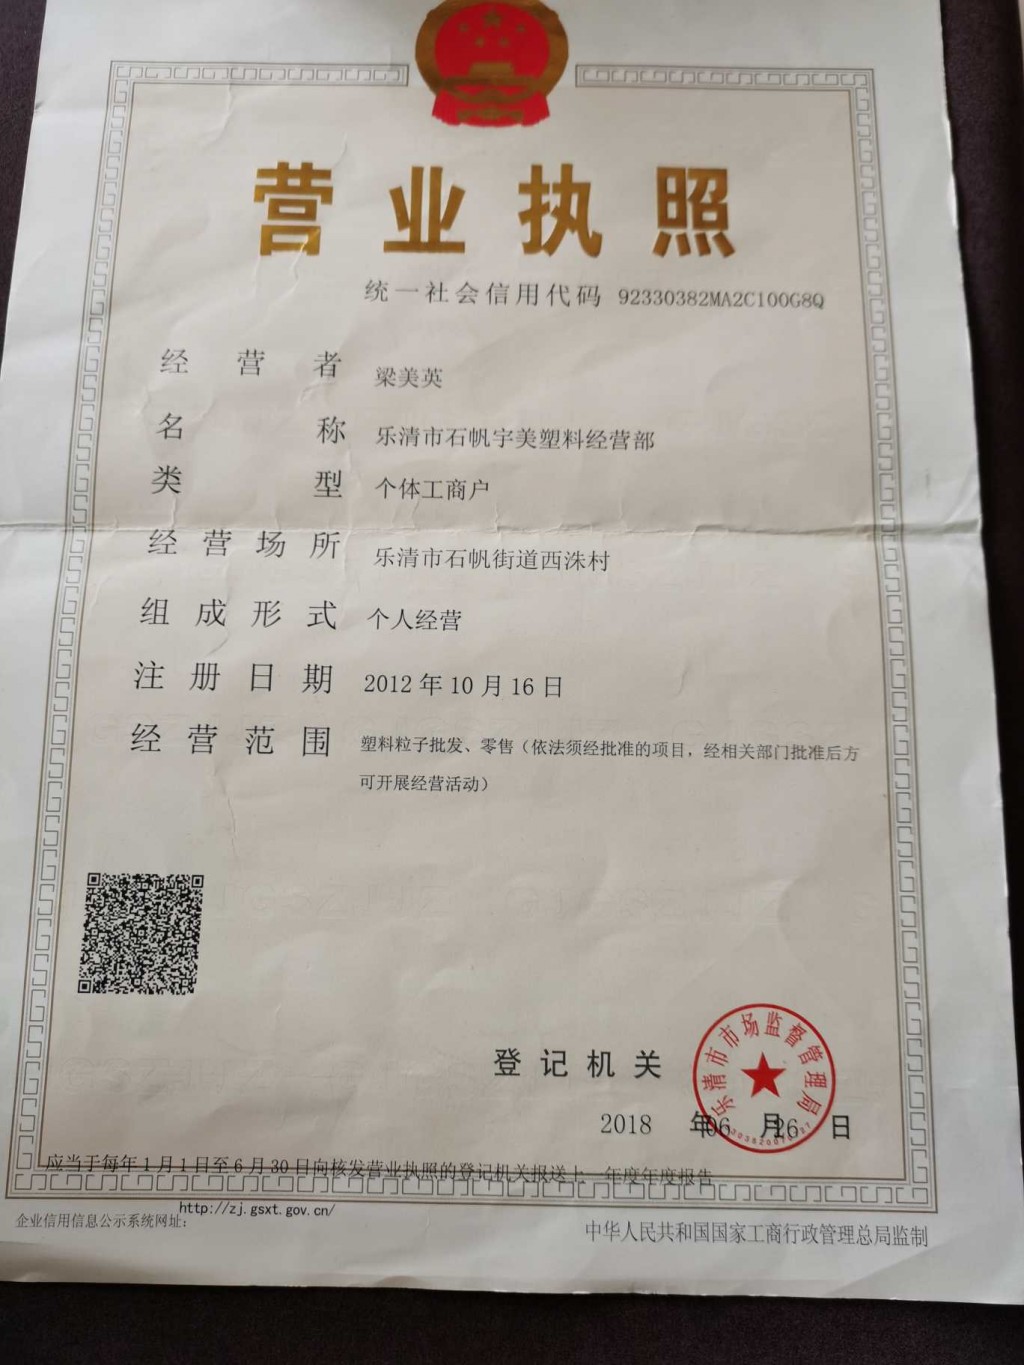 营业执照
统一社会信用代码 92330382MA2C100G8Q
经营者 梁美英
名称 乐清市石帆宇美塑料经营部
类型 个体工商户
经营场所 乐清市石帆街道西洙村
组成形式 个人经营
注册日期 2012年10月16日
经营范围 塑料粒子批发、零售（依法须经批准的项目，经相关部门批准后方
可开展经营活动）
登记机关
乐清市市场监督管理局
2018 年06 月26 日
应当于每年1月1日至6月30日向核发营业执照的登记机关报送上一年度年度报告
企业信用信息公示系统网址: http://zj.gsxt.gov.cn/
中华人民共和国国家工商行政管理总局监制